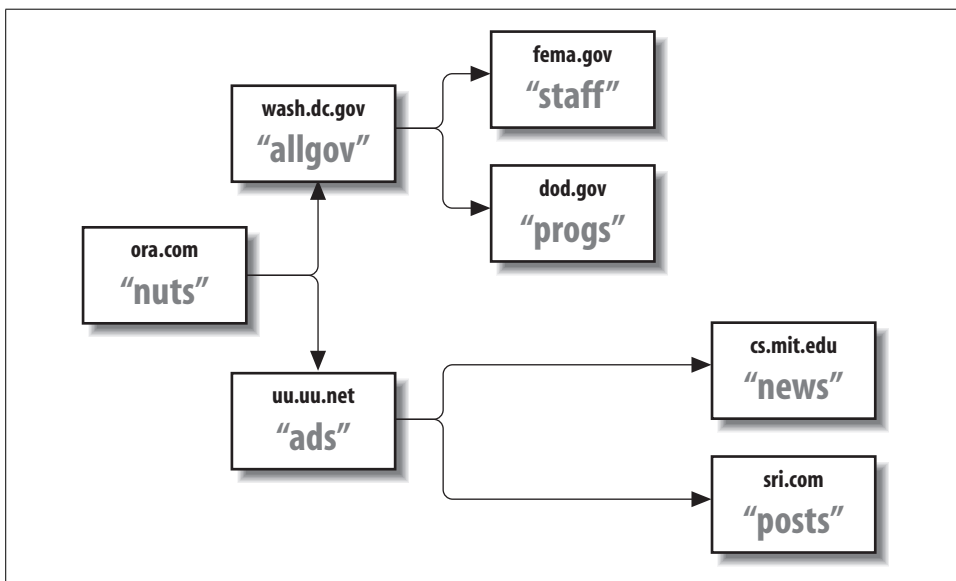 fema.gov
“staff”
wash.dc.gov
“allgov”
dod.gov
“progs”
ora.com
“nuts”
cs.mit.edu
“news”
uu.uu.net
“ads”
sri.com
“posts”